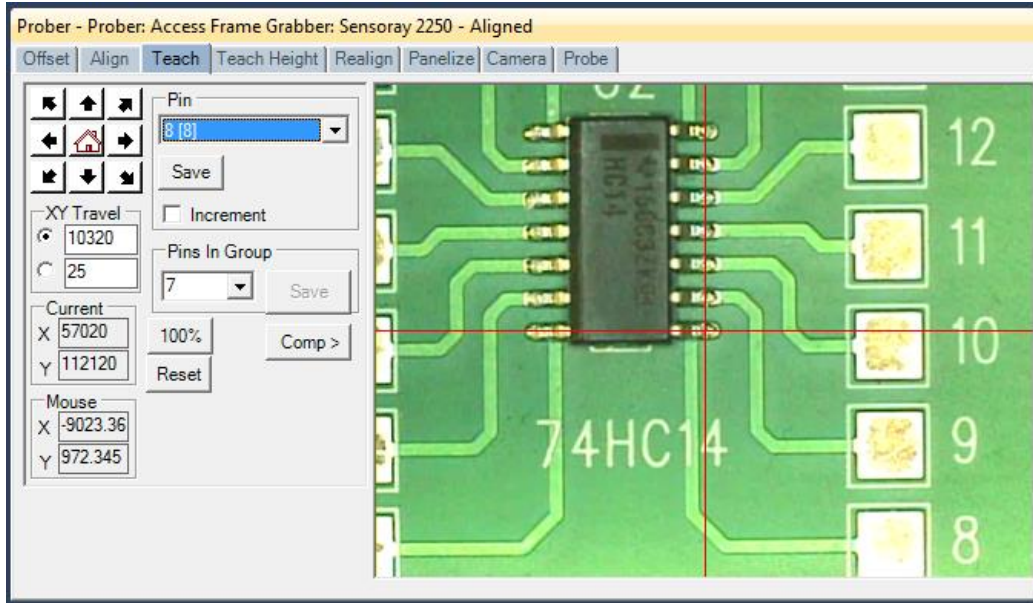 Prober - Prober: Access Frame Grabber: Sensoray 2250 - Aligned
Offset Align Teach Teach Height Realign Panelize Camera Probe
Pin
8 [8]
Save
Increment
XY Travel
10320
25
Pins In Group
7
Save
Current
X 57020
Y 112120
100%
Comp >
Reset
Mouse
X -9023.36
Y 972.345
U2
HC14
74HC14
12
11
10
9
8